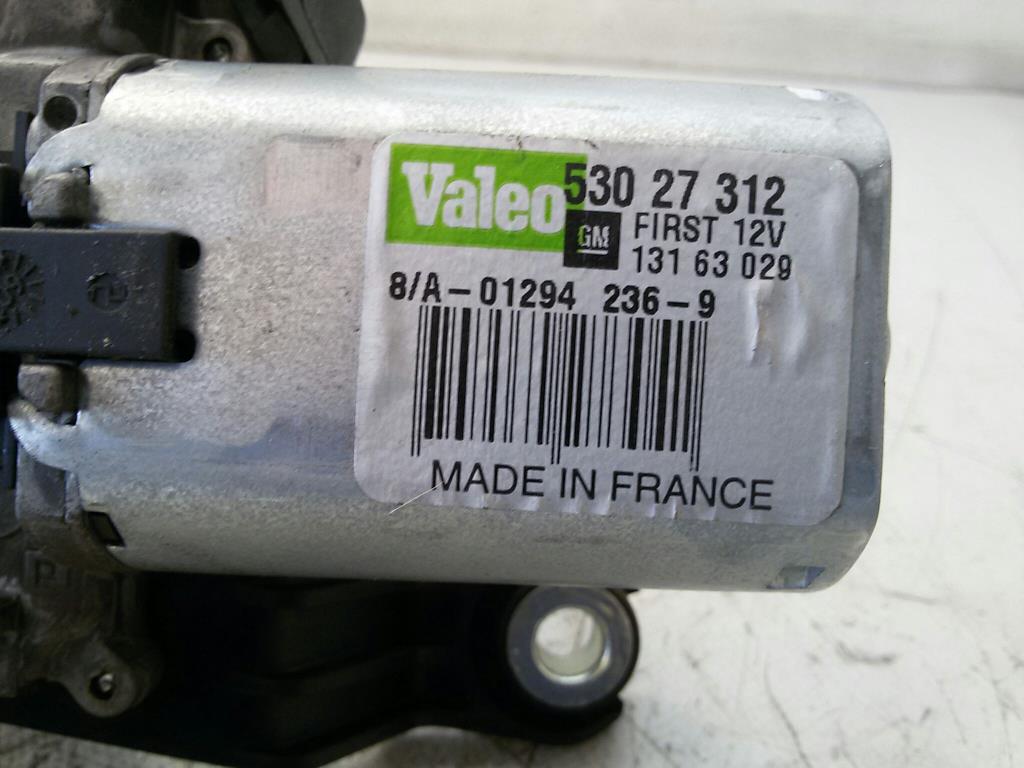 Valeo 530 27 312
GM FIRST 12V
131 63 029
8/A-01294 236-9
MADE IN FRANCE